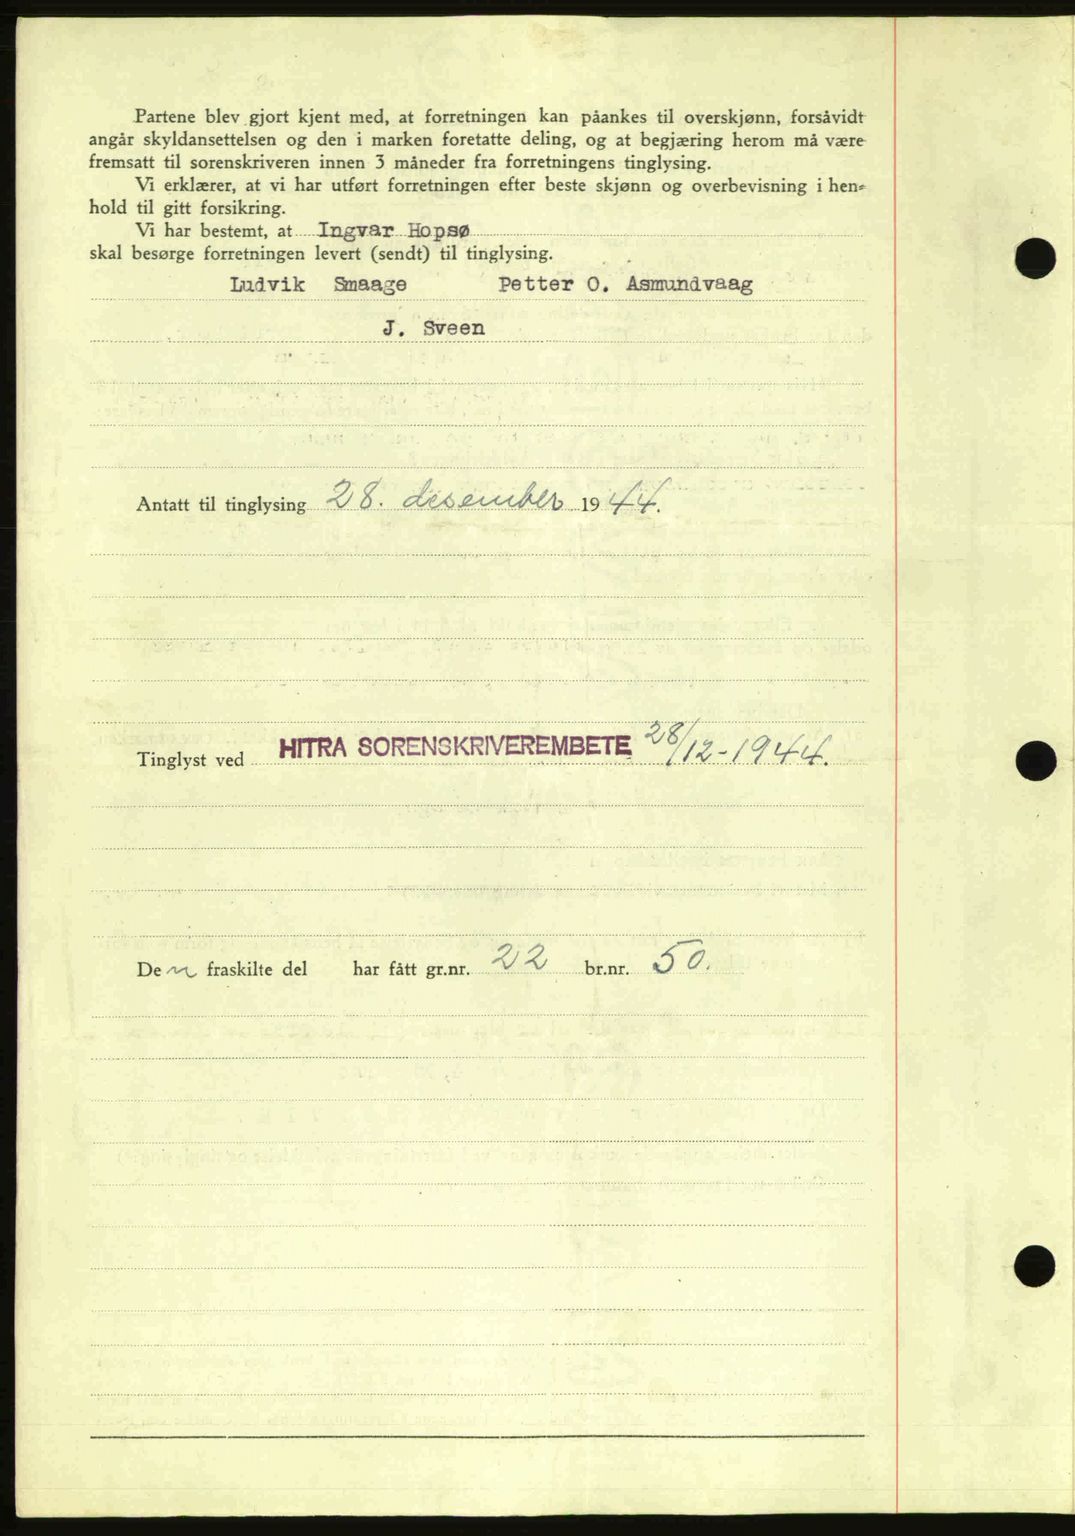 Partene blev gjort kjent med, at forretningen kan påankes til overskjønn, forsåvidt
angår skyldansettelsen og den i marken foretatte deling, og at begjæring herom må være
fremsatt til sorenskriveren innen 3 måneder fra forretningens tinglysing.
Vi erklærer, at vi har utført forretningen efter beste skjønn og overbevisning i hen-
hold til gitt forsikring.
Vi har bestemt, at Ingvar Hopsø
skal besørge forretningen levert (sendt) til tinglysing.
Ludvik Smaage Petter O. Asmundvaag
J. Sveen
Antatt til tinglysing 28. desember 1944.
Tinglyst ved HITRA SORENSKRIVEREMBETE 28/12-1944.
Den fraskilte del har fått gr.nr. 22 br.nr. 50.